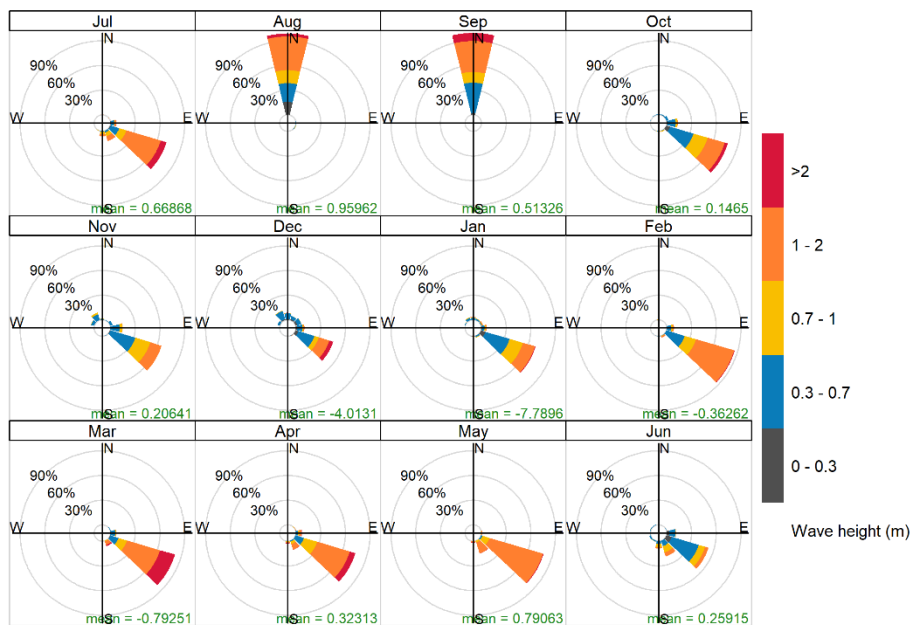 Jul Aug Sep Oct
N N N N
90% 90% 90% 90%
60% 60% 60% 60%
30% 30% 30% 30%
W E W E W E W E
S S S S
mean = 0.66868 mean = 0.95962 mean = 0.51326 mean = 0.1465
Nov Dec Jan Feb
N N N N
90% 90% 90% 90%
60% 60% 60% 60%
30% 30% 30% 30%
W E W E W E W E
S S S S
mean = 0.20641 mean = -4.0131 mean = -7.7896 mean = -0.36262
Mar Apr May Jun
N N N N
90% 90% 90% 90%
60% 60% 60% 60%
30% 30% 30% 30%
W E W E W E W E
S S S S
mean = -0.79251 mean = 0.32313 mean = 0.79063 mean = 0.25915
>2
1 - 2
0.7 - 1
0.3 - 0.7
0 - 0.3
Wave height (m)